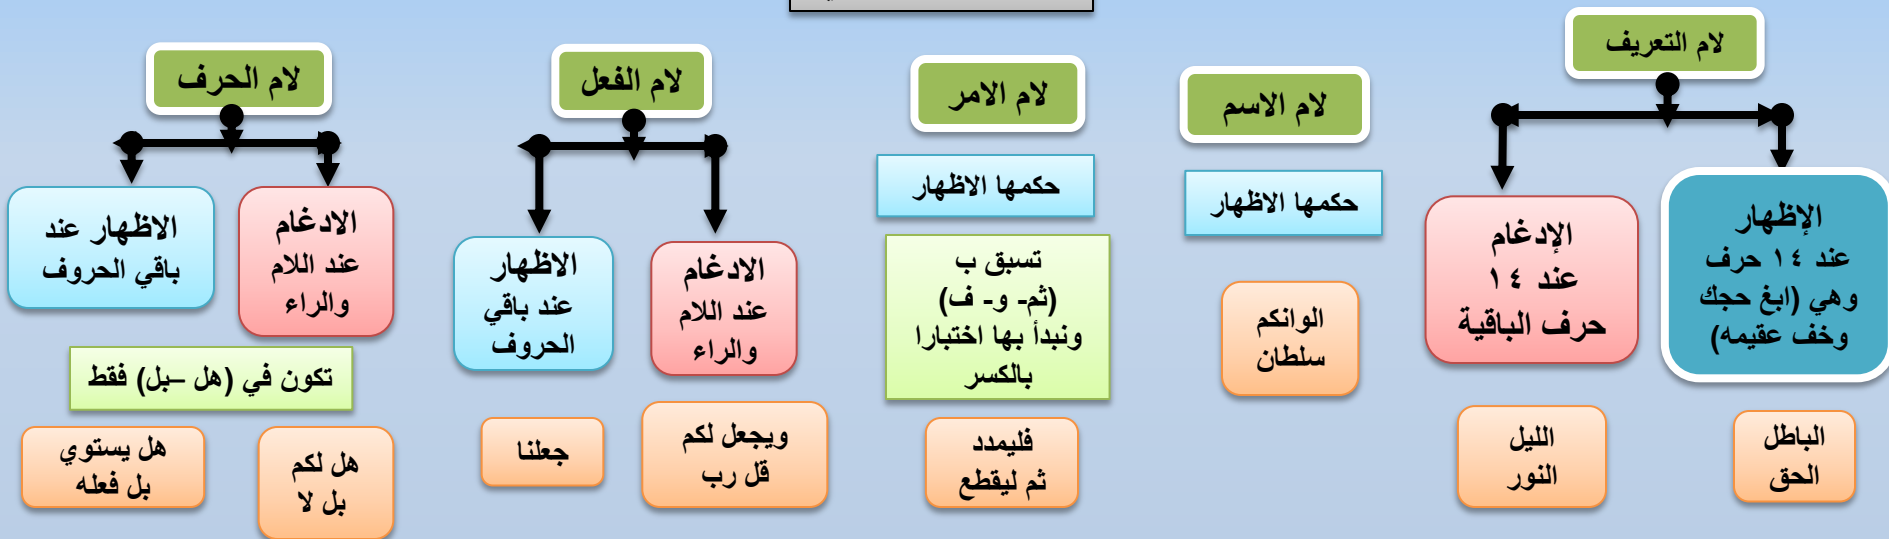 لام التعريف
الإظهار
عند ١٤ حرف
وهي (ابغ حجك
وخف عقيمه)
الباطل
الحق
الإدغام
عند ١٤
حرف الباقية
الليل
النور
لام الاسم
حكمها الاظهار
الوانكم
سلطان
لام الامر
حكمها الاظهار
تسبق ب
(ثم- و- ف)
ونبدأ بها اختبارا
بالكسر
فليمدد
ثم ليقطع
لام الفعل
الادغام
عند اللام
والراء
ويجعل لكم
قل رب
الاظهار
عند باقي
الحروف
جعلنا
لام الحرف
الادغام
عند اللام
والراء
الاظهار عند
باقي الحروف
تكون في (هل –بل) فقط
هل لكم
بل لا
هل يستوي
بل فعله